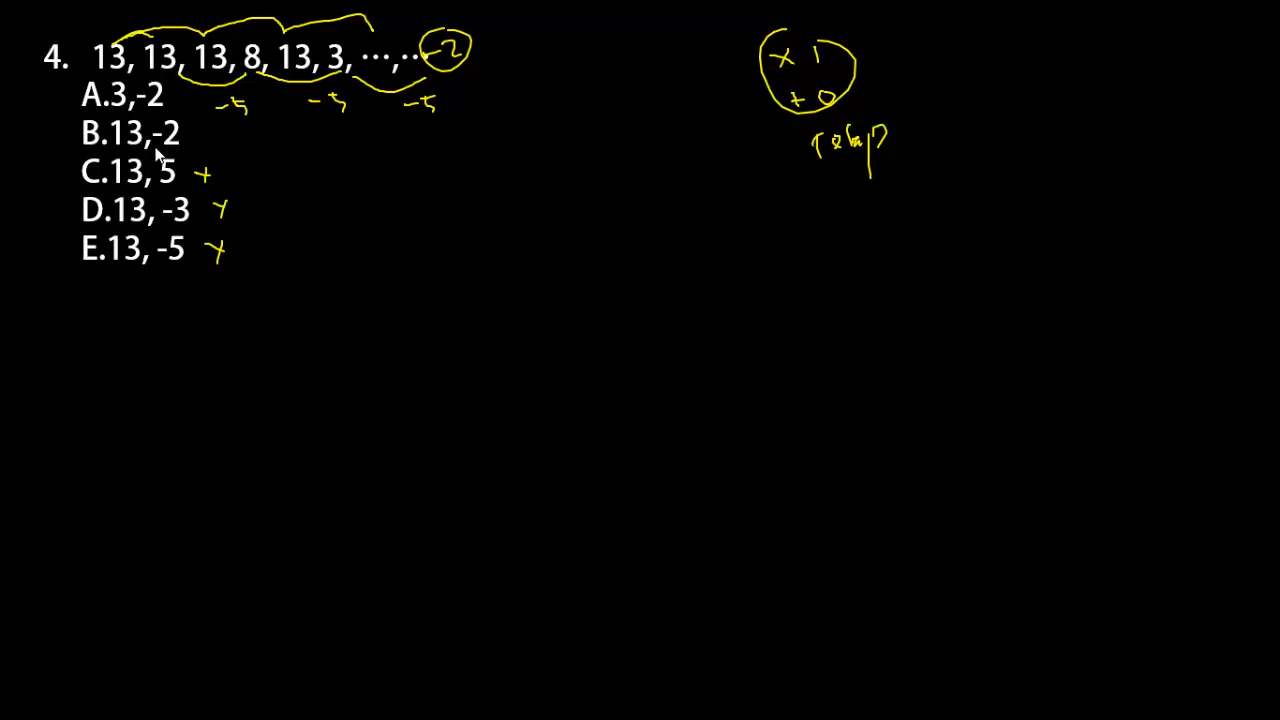 4. 13, 13, 13, 8, 13, 3, ⋯,⋯ -2
-5 -5 -5
A.3,-2
B.13,-2
C.13, 5 x
D.13, -3 x
E.13, -5 x
x 1
+ 0